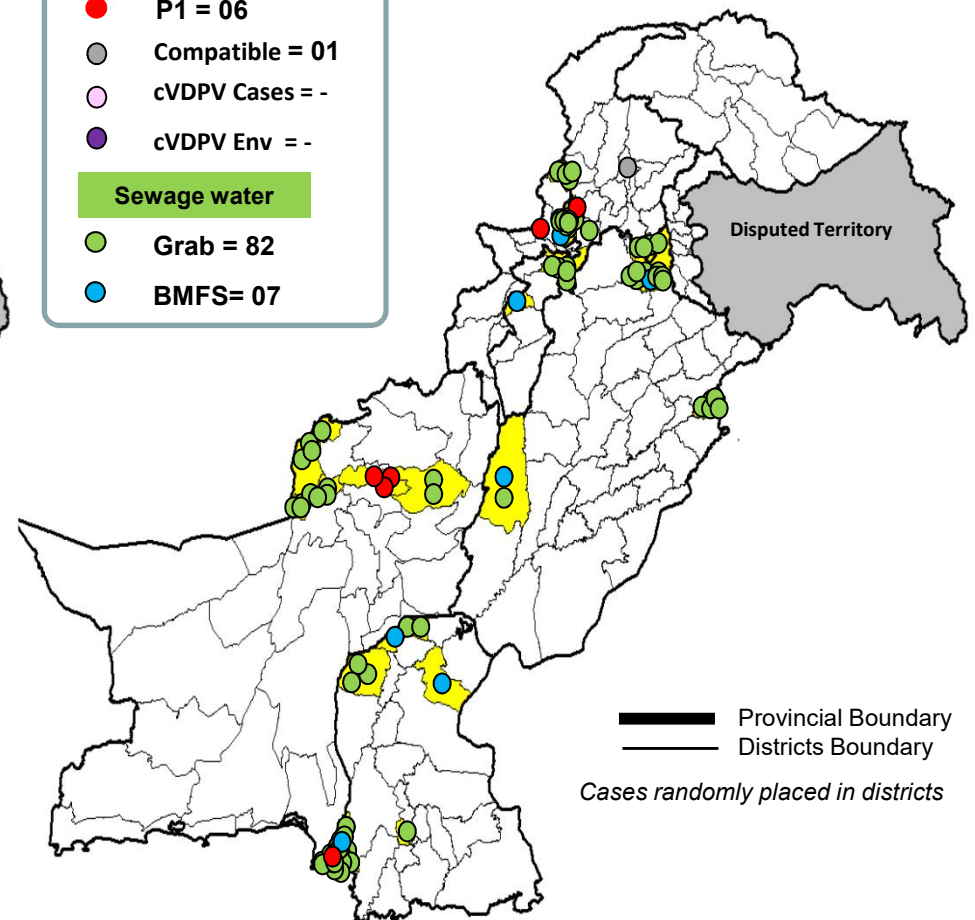 P1 = 06
Compatible = 01
cVDPV Cases = -
cVDPV Env = -
Sewage water
Grab = 82
BMFS= 07
Disputed Territory
Provincial Boundary
Districts Boundary
Cases randomly placed in districts